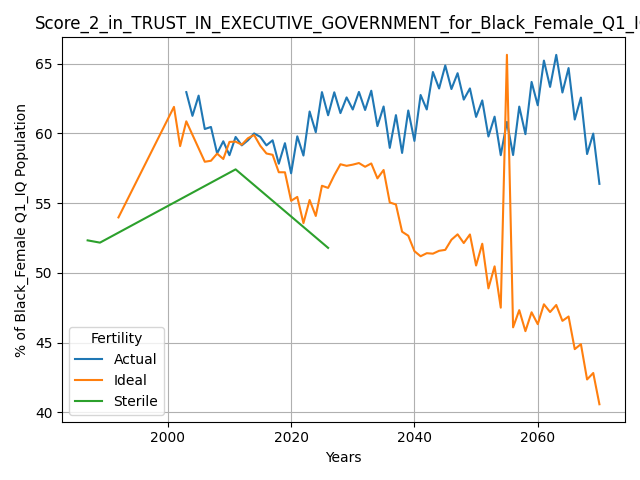 Score_2_in_TRUST_IN_EXECUTIVE_GOVERNMENT_for_Black_Female_Q1_I
% of Black_Female Q1_IQ Population
65
60
55
50
45
40
Fertility
Actual
Ideal
Sterile
2000
2020
2040
2060
Years